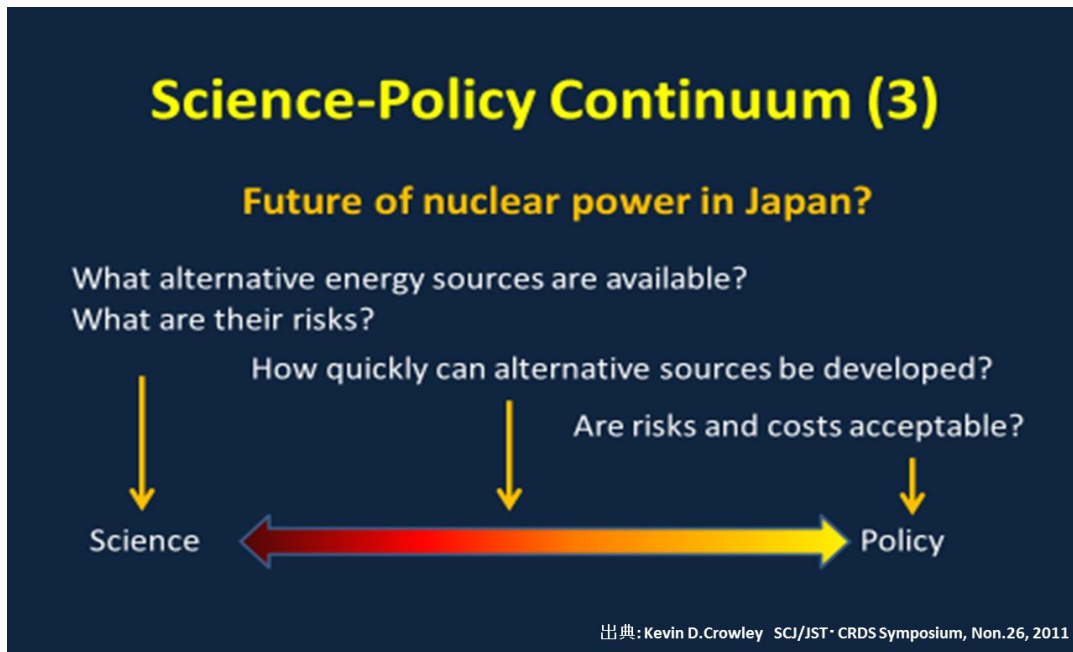 Science-Policy Continuum (3)
Future of nuclear power in Japan?
What alternative energy sources are available?
What are their risks?
How quickly can alternative sources be developed?
Are risks and costs acceptable?
Science
Policy
出典: Kevin D.Crowley SCJ/JST・CRDS Symposium, Non.26, 2011